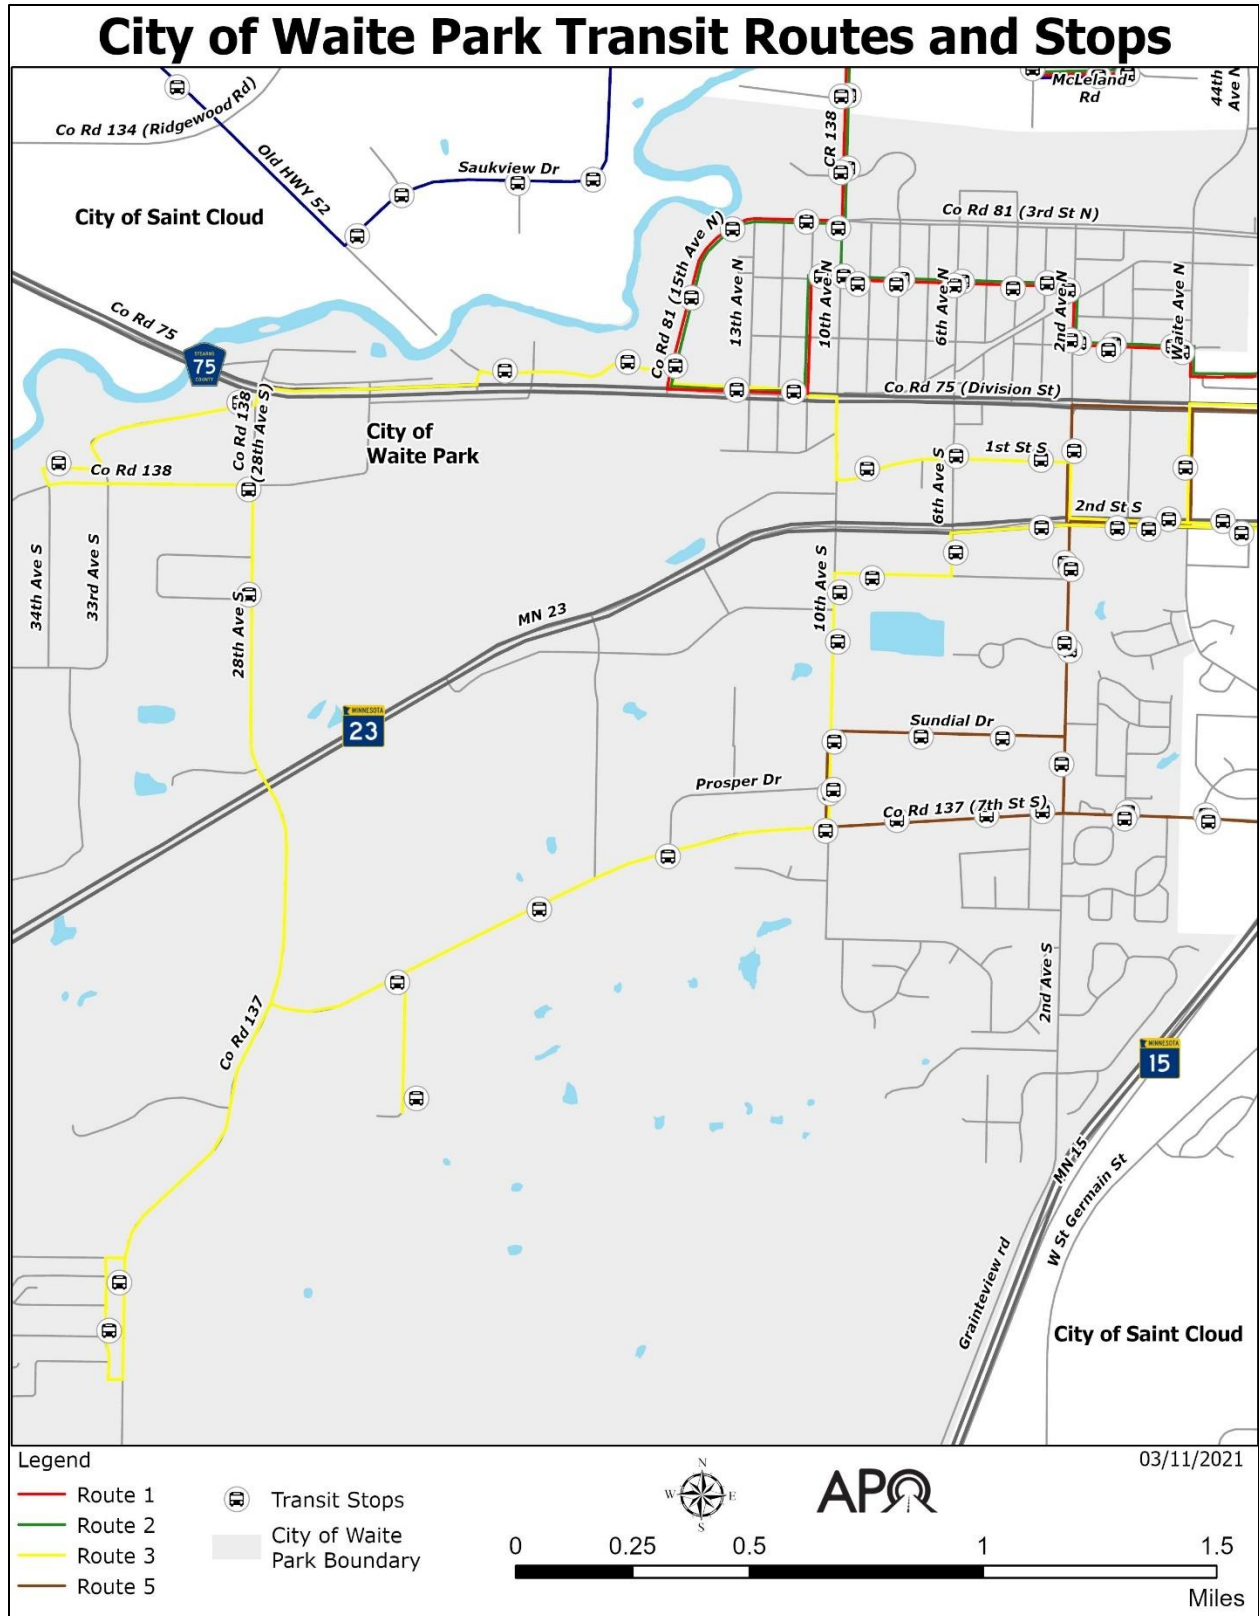 City of Waite Park Transit Routes and Stops
McLeland
Rd
44th
Ave N
Co Rd 134 (Ridgewood Rd)
Old HWY 52
Saukview Dr
CR 138
City of Saint Cloud
Co Rd 81 (3rd St N)
Co Rd 81 (15th Ave N)
13th Ave N
10th Ave N
6th Ave N
2nd Ave N
Waite Ave N
Co Rd 75
STEARNS
75
COUNTY
Co Rd 75 (Division St)
Co Rd 138
(28th Ave S)
City of
Waite Park
Co Rd 138
1st St S
6th Ave S
2nd St S
34th Ave S
33rd Ave S
28th Ave S
MN 23
10th Ave S
MINNESOTA
23
Sundial Dr
Prosper Dr
Co Rd 137 (7th St S)
2nd Ave S
Co Rd 137
MINNESOTA
15
MN 15
W St Germain St
Grainteview rd
City of Saint Cloud
Legend
03/11/2021
Route 1
Route 2
Route 3
Route 5
Transit Stops
City of Waite
Park Boundary
N
W E
S
APO
0 0.25 0.5 1 1.5
Miles